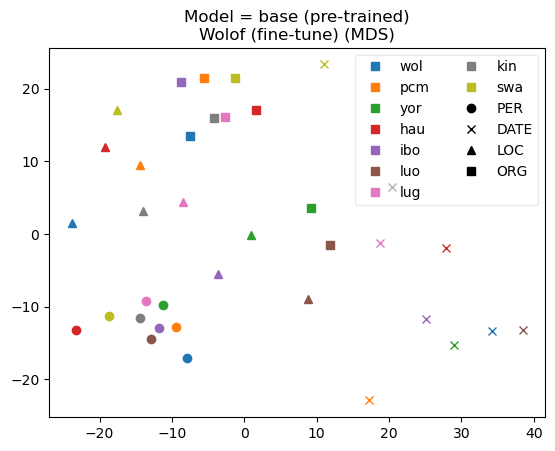 Model = base (pre-trained)
Wolof (fine-tune) (MDS)
wol
pcm
yor
hau
ibo
luo
lug
kin
swa
PER
DATE
LOC
ORG
20
10
0
−10
−20
−20
−10
0
10
20
30
40